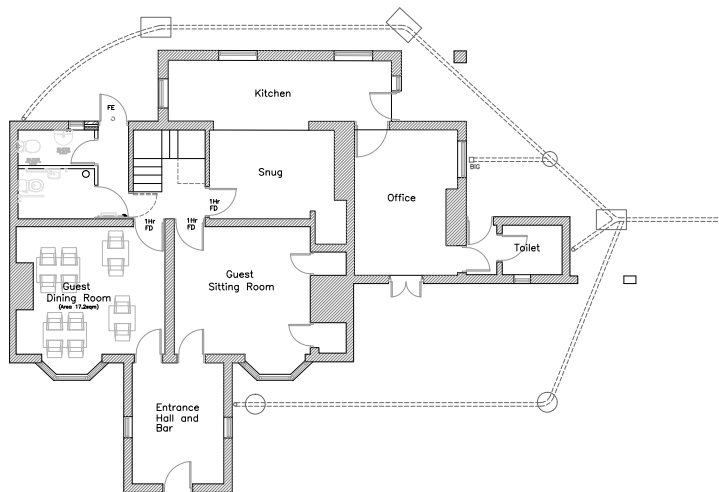 Kitchen
FE
Snug
BIG
Office
1Hr
FD
1Hr
FD
1Hr
FD
Toilet
Guest
Dining Room
(Area 17.2sqm)
Guest
Sitting Room
Entrance
Hall and
Bar